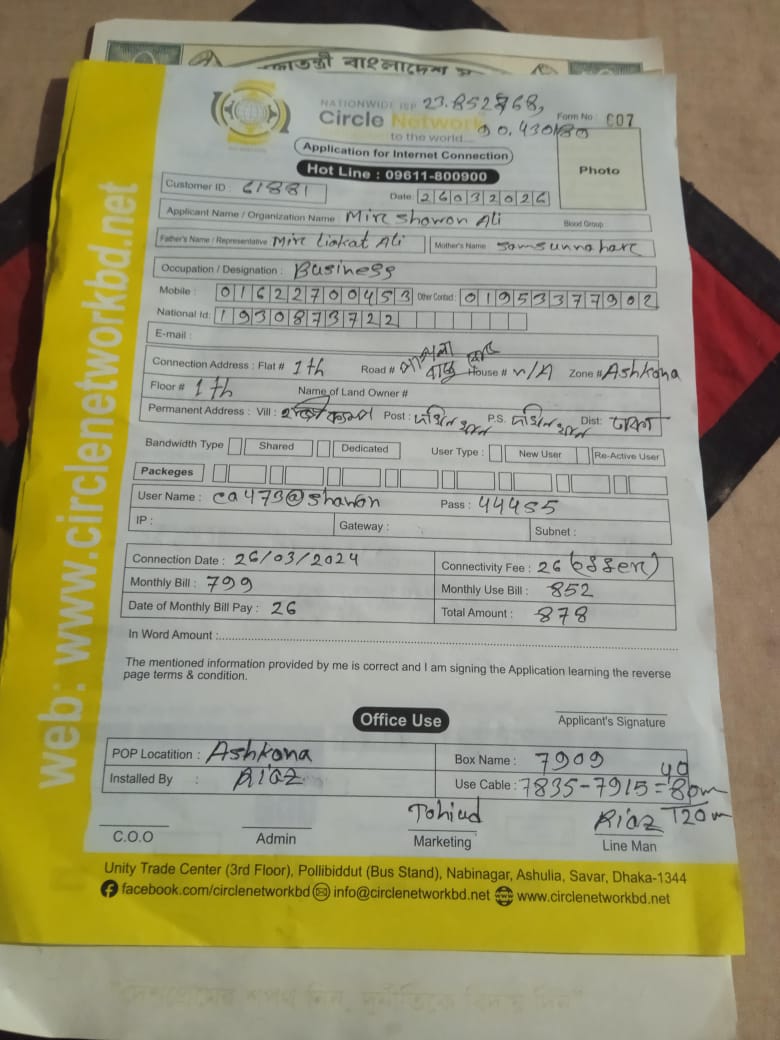 বাংলাদেশ
NATIONWIDE ISP 23.852768,
Circle Network 90.430180 Form No : C07
to the world...
Application for Internet Connection
Photo
Hot Line : 09611-800900
Customer ID : 61881
Date: 26032026
Applicant Name / Organization Name : Mire Showon Ali Blood Group
Father's Name / Representative Mire Liakat Ali Mother's Name Samsunnahare
Occupation / Designation : Business
Mobile : 01622700453 Other Contact : 01953377902
National Id: 1930873722
E-mail :
Connection Address : Flat # 1th Road # House # n/A Zone # Ashkona
Floor # 1th Name of Land Owner #
Permanent Address : Vill : Post : P.S. Dist: ঢাকা
Bandwidth Type Shared Dedicated User Type : New User Re-Active User
Packeges
User Name : ca473@shawon Pass : 44455
IP : Gateway : Subnet :
Connection Date : 26/03/2024 Connectivity Fee : 26
Monthly Bill : 799 Monthly Use Bill : 852
Date of Monthly Bill Pay : 26 Total Amount : 878
In Word Amount :
The mentioned information provided by me is correct and I am signing the Application learning the reverse
page terms & condition.
Office Use
Applicant's Signature
POP Locatition : Ashkona Box Name : 7909
Installed By : Riaz Use Cable : 7835-7915 = 80m
40
120m
Tohiud Riaz
C.O.O Admin Marketing Line Man
Unity Trade Center (3rd Floor), Pollibiddut (Bus Stand), Nabinagar, Ashulia, Savar, Dhaka-1344
facebook.com/circlenetworkbd info@circlenetworkbd.net www.circlenetworkbd.net
web: www.circlenetworkbd.net
"দেশপ্রেমের শপথ নিন, দুর্নীতিকে বিদায় দিন"